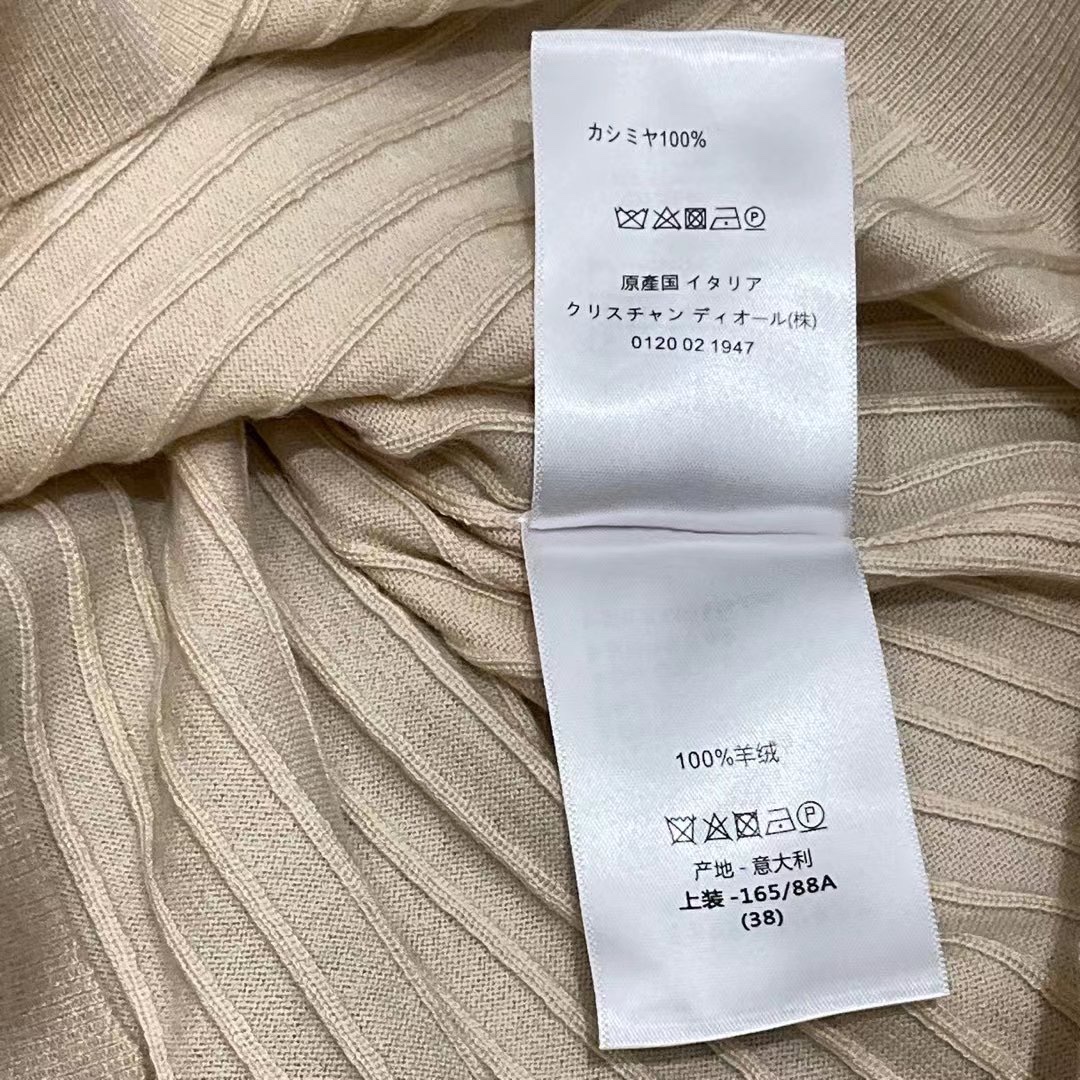 カシミヤ100%
P
原産国 イタリア
クリスチャン ディオール(株)
0120 02 1947
100%羊绒
P
产地 - 意大利
上装 -165/88A
(38)